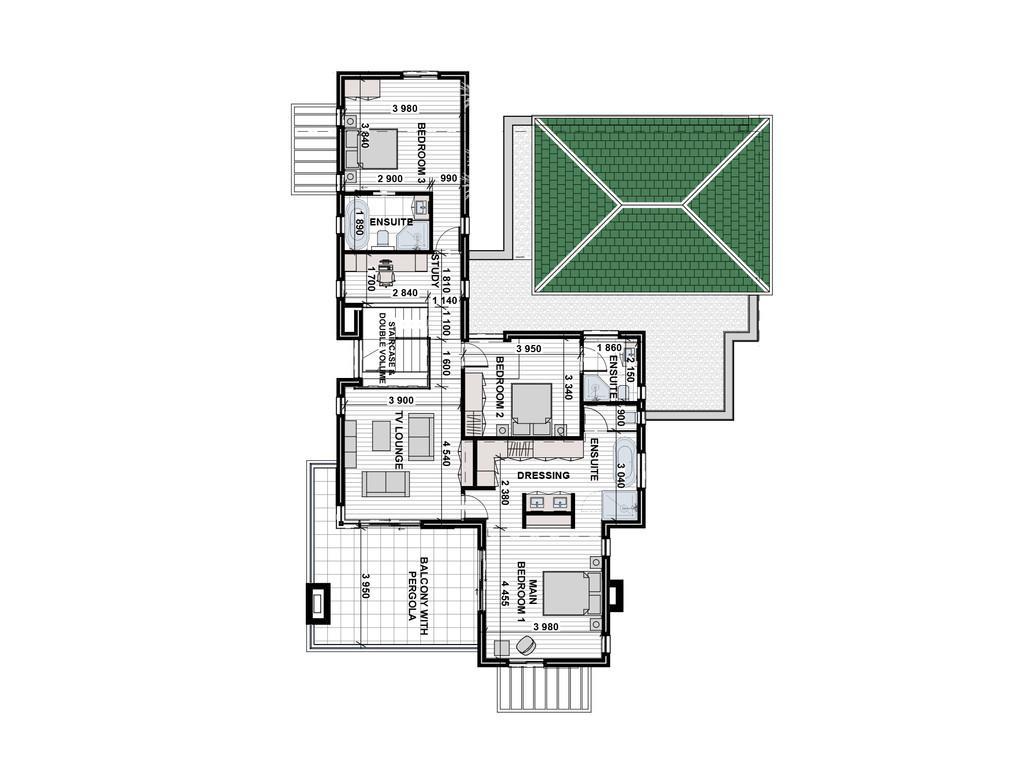 3 980
3 840
BEDROOM 3
2 900
990
1 890
ENSUITE
STUDY
1 810
1 700
2 840
1 140
1 100
STAIRCASE &
DOUBLE VOLUME
1 600
3 950
BEDROOM 2
3 340
1 860
ENSUITE
2 150
900
3 900
TV LOUNGE
4 540
ENSUITE
3 040
DRESSING
2 380
BALCONY WITH
PERGOLA
3 950
MAIN
BEDROOM 1
4 455
3 980